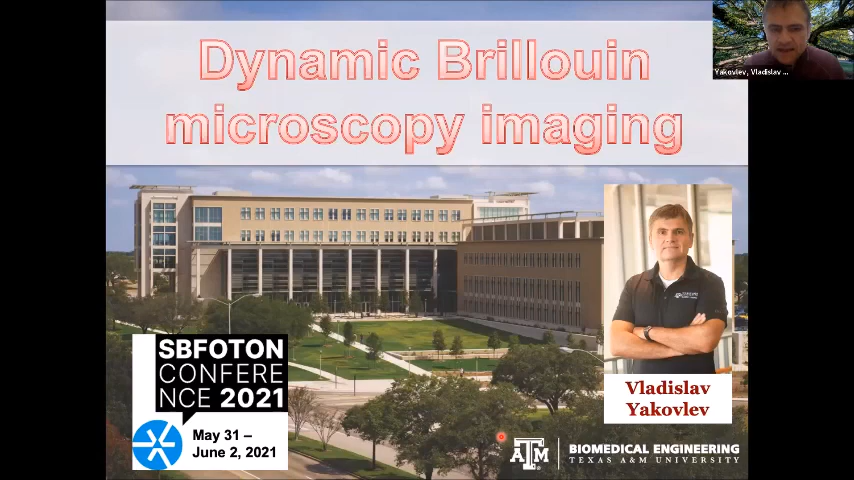 Dynamic Brillouin
microscopy imaging
Yakovlev, Vladislav ...
SBFOTON
CONFERE
NCE 2021
May 31 –
June 2, 2021
Vladislav
Yakovlev
ATM
BIOMEDICAL ENGINEERING
TEXAS A&M UNIVERSITY